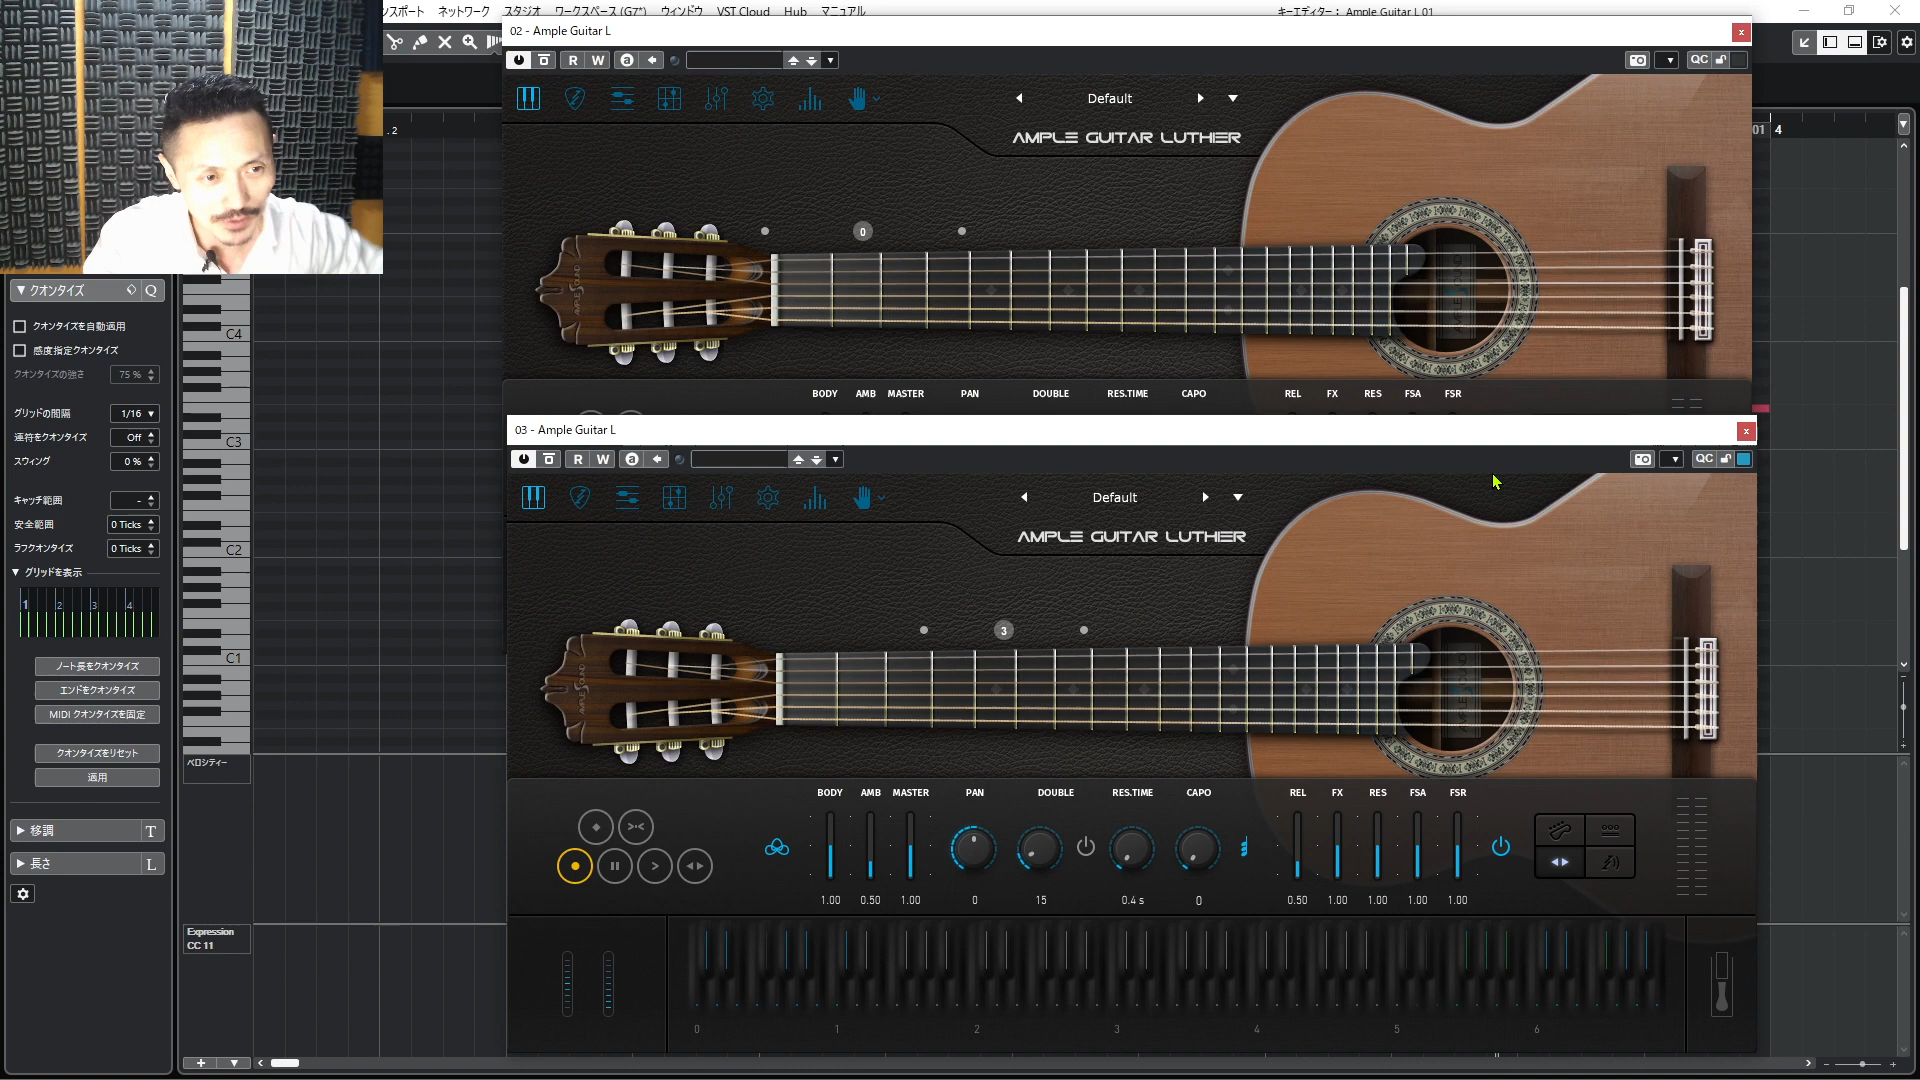 ンスポート ネットワーク スタジオ ワークスペース (G7*) ウィンドウ VST Cloud Hub マニュアル
キーエディター： Ample Guitar L 01
02 - Ample Guitar L
x
R W a QC
Default
AMPLE GUITAR LUTHIER
.2
01 4
0
BODY AMB MASTER PAN DOUBLE RES.TIME CAPO REL FX RES FSA FSR
03 - Ample Guitar L
x
R W a QC
Default
AMPLE GUITAR LUTHIER
3
BODY AMB MASTER PAN DOUBLE RES.TIME CAPO REL FX RES FSA FSR
1.00 0.50 1.00 0 15 0.4 s 0 0.50 1.00 1.00 1.00 1.00
0 1 2 3 4 5 6
クオンタイズ Q
クオンタイズを自動適用
感度指定クオンタイズ
クオンタイズの強さ 75 %
グリッドの間隔 1/16
連符をクオンタイズ Off
スウィング 0 %
キャッチ範囲 -
安全範囲 0 Ticks
ラフクオンタイズ 0 Ticks
グリッドを表示
1 2 3 4
ノート長をクオンタイズ
エンドをクオンタイズ
MIDI クオンタイズを固定
クオンタイズをリセット
適用
移調 T
長さ L
C4
C3
C2
C1
ベロシティー
Expression
CC 11